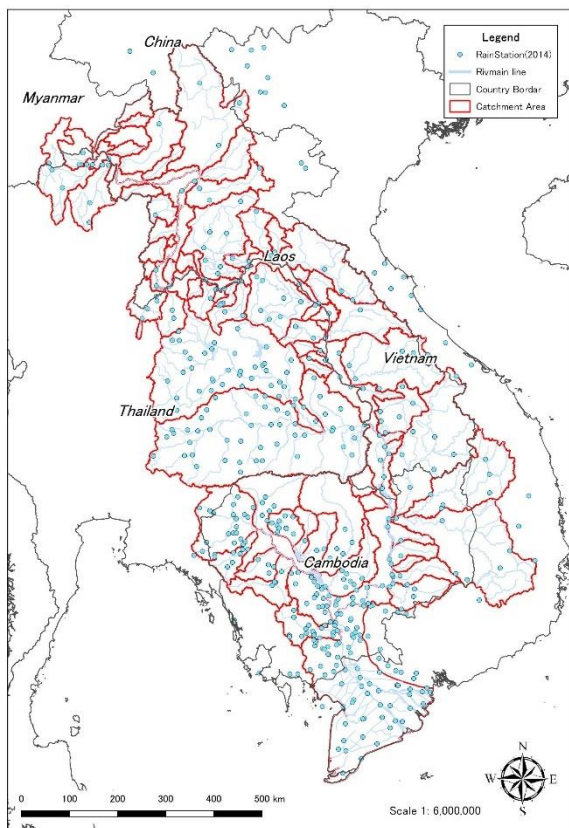 China
Legend
RainStation(2014)
Rivmain line
Country Bordar
Catchment Area
Myanmar
Laos
Vietnam
Thailand
Cambodia
N
W
E
S
0 100 200 300 400 500 km
Scale 1: 6,000,000